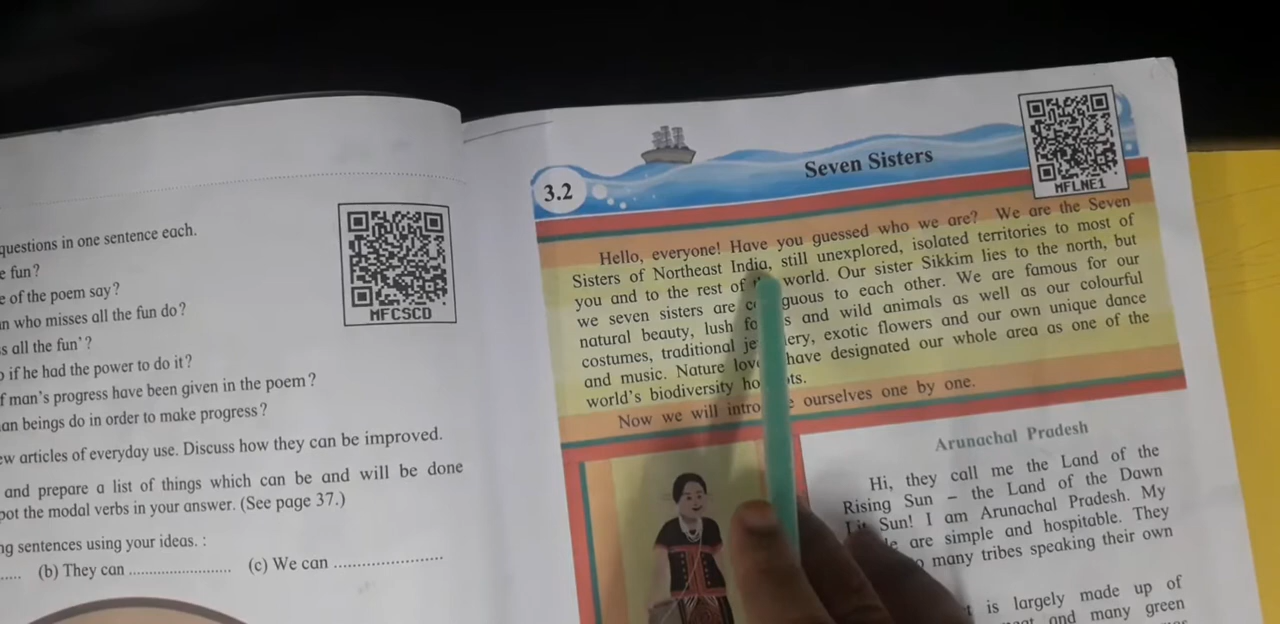 questions in one sentence each.
fun?
of the poem say?
who misses all the fun do?
all the fun'?
if he had the power to do it?
man's progress have been given in the poem?
beings do in order to make progress?
articles of everyday use. Discuss how they can be improved.
and prepare a list of things which can be and will be done
the modal verbs in your answer. (See page 37.)
sentences using your ideas. :
(b) They can .................... (c) We can ....................
MFCSCD
3.2
Seven Sisters
MFLNE1
Hello, everyone! Have you guessed who we are? We are the Seven
Sisters of Northeast India, still unexplored, isolated territories to most of
you and to the rest of world. Our sister Sikkim lies to the north, but
we seven sisters are guous to each other. We are famous for our
natural beauty, lush and wild animals as well as our colourful
costumes, traditional exotic flowers and our own unique dance
and music. Nature have designated our whole area as one of the
world's biodiversity
Now we will ourselves one by one.
Arunachal Pradesh
Hi, they call me the Land of the
Rising Sun – the Land of the Dawn
Lit Sun! I am Arunachal Pradesh. My
are simple and hospitable. They
many tribes speaking their own
is largely made up of
and many green